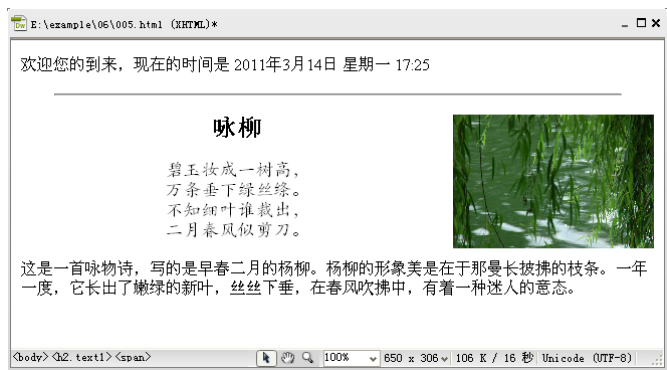 E:\example\06\005.html (XHTML)*
欢迎您的到来，现在的时间是 2011年3月14日 星期一 17:25
咏柳
碧玉妆成一树高，
万条垂下绿丝绦。
不知细叶谁裁出，
二月春风似剪刀。
这是一首咏物诗，写的是早春二月的杨柳。杨柳的形象美是在于那曼长披拂的枝条。一年
一度，它长出了嫩绿的新叶，丝丝下垂，在春风吹拂中，有着一种迷人的意态。
<body> <h2.text1> <span> 100% 650 x 306 106 K / 16 秒 Unicode (UTF-8)